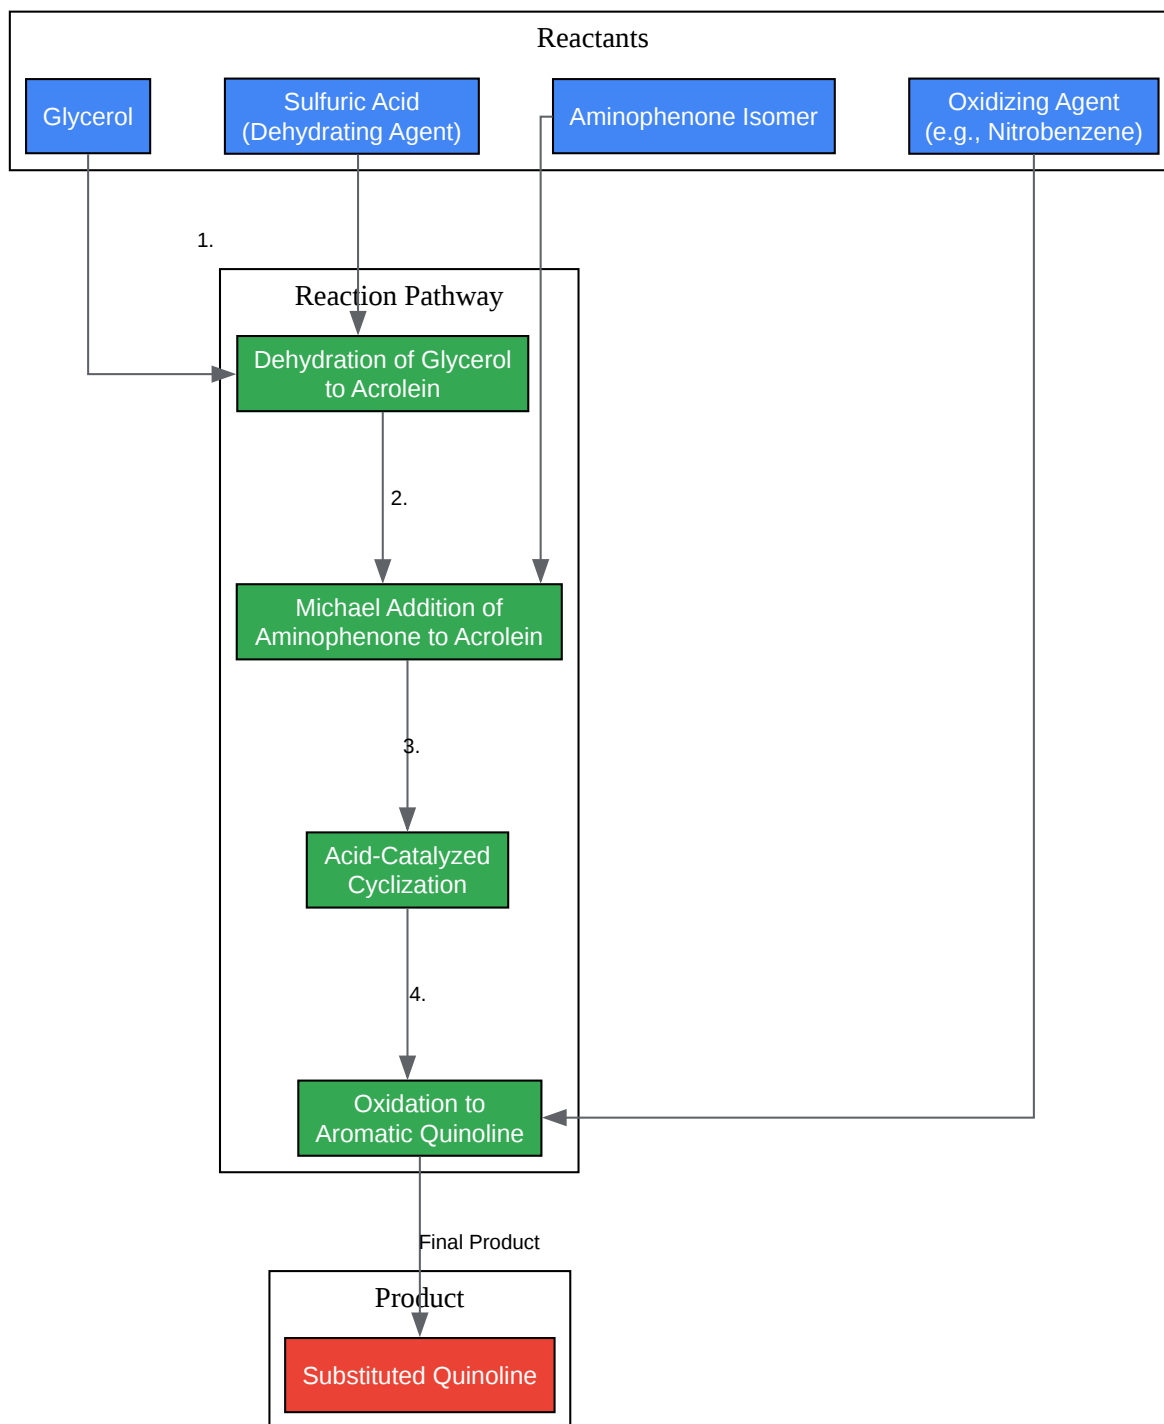 Reactants
Glycerol
Sulfuric Acid
(Dehydrating Agent)
Aminophenone Isomer
Oxidizing Agent
(e.g., Nitrobenzene)
1.
Reaction Pathway
Dehydration of Glycerol
to Acrolein
2.
Michael Addition of
Aminophenone to Acrolein
3.
Acid-Catalyzed
Cyclization
4.
Oxidation to
Aromatic Quinoline
Final Product
Product
Substituted Quinoline